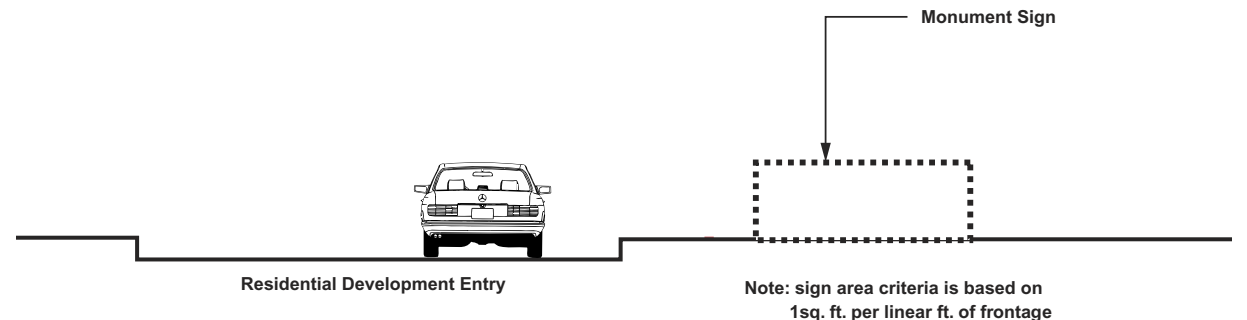 Monument Sign
Residential Development Entry
Note: sign area criteria is based on
1sq. ft. per linear ft. of frontage